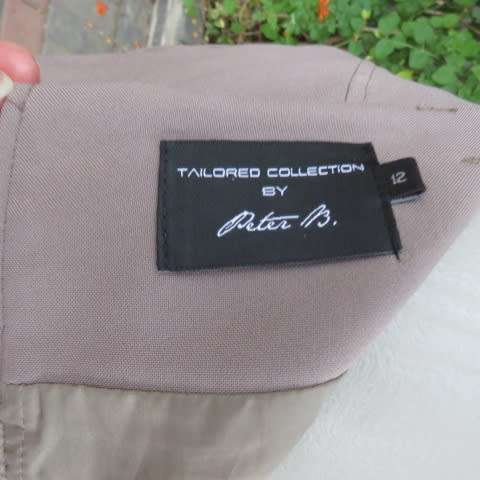 TAILORED COLLECTION
BY
Peter B.
12